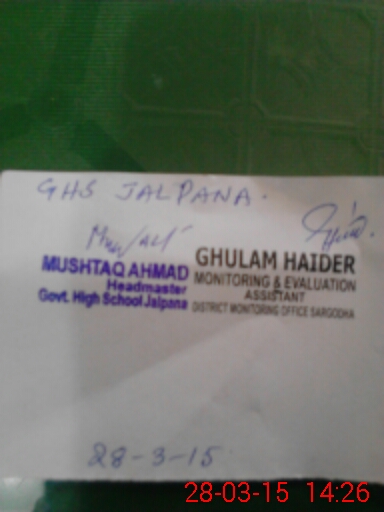 GHS JALPANA.
MUSHTAQ AHMAD
Headmaster
Govt. High School Jalpana
GHULAM HAIDER
MONITORING & EVALUATION
ASSISTANT
DISTRICT MONITORING OFFICE SARGODHA
28-3-15
28-03-15 14:26